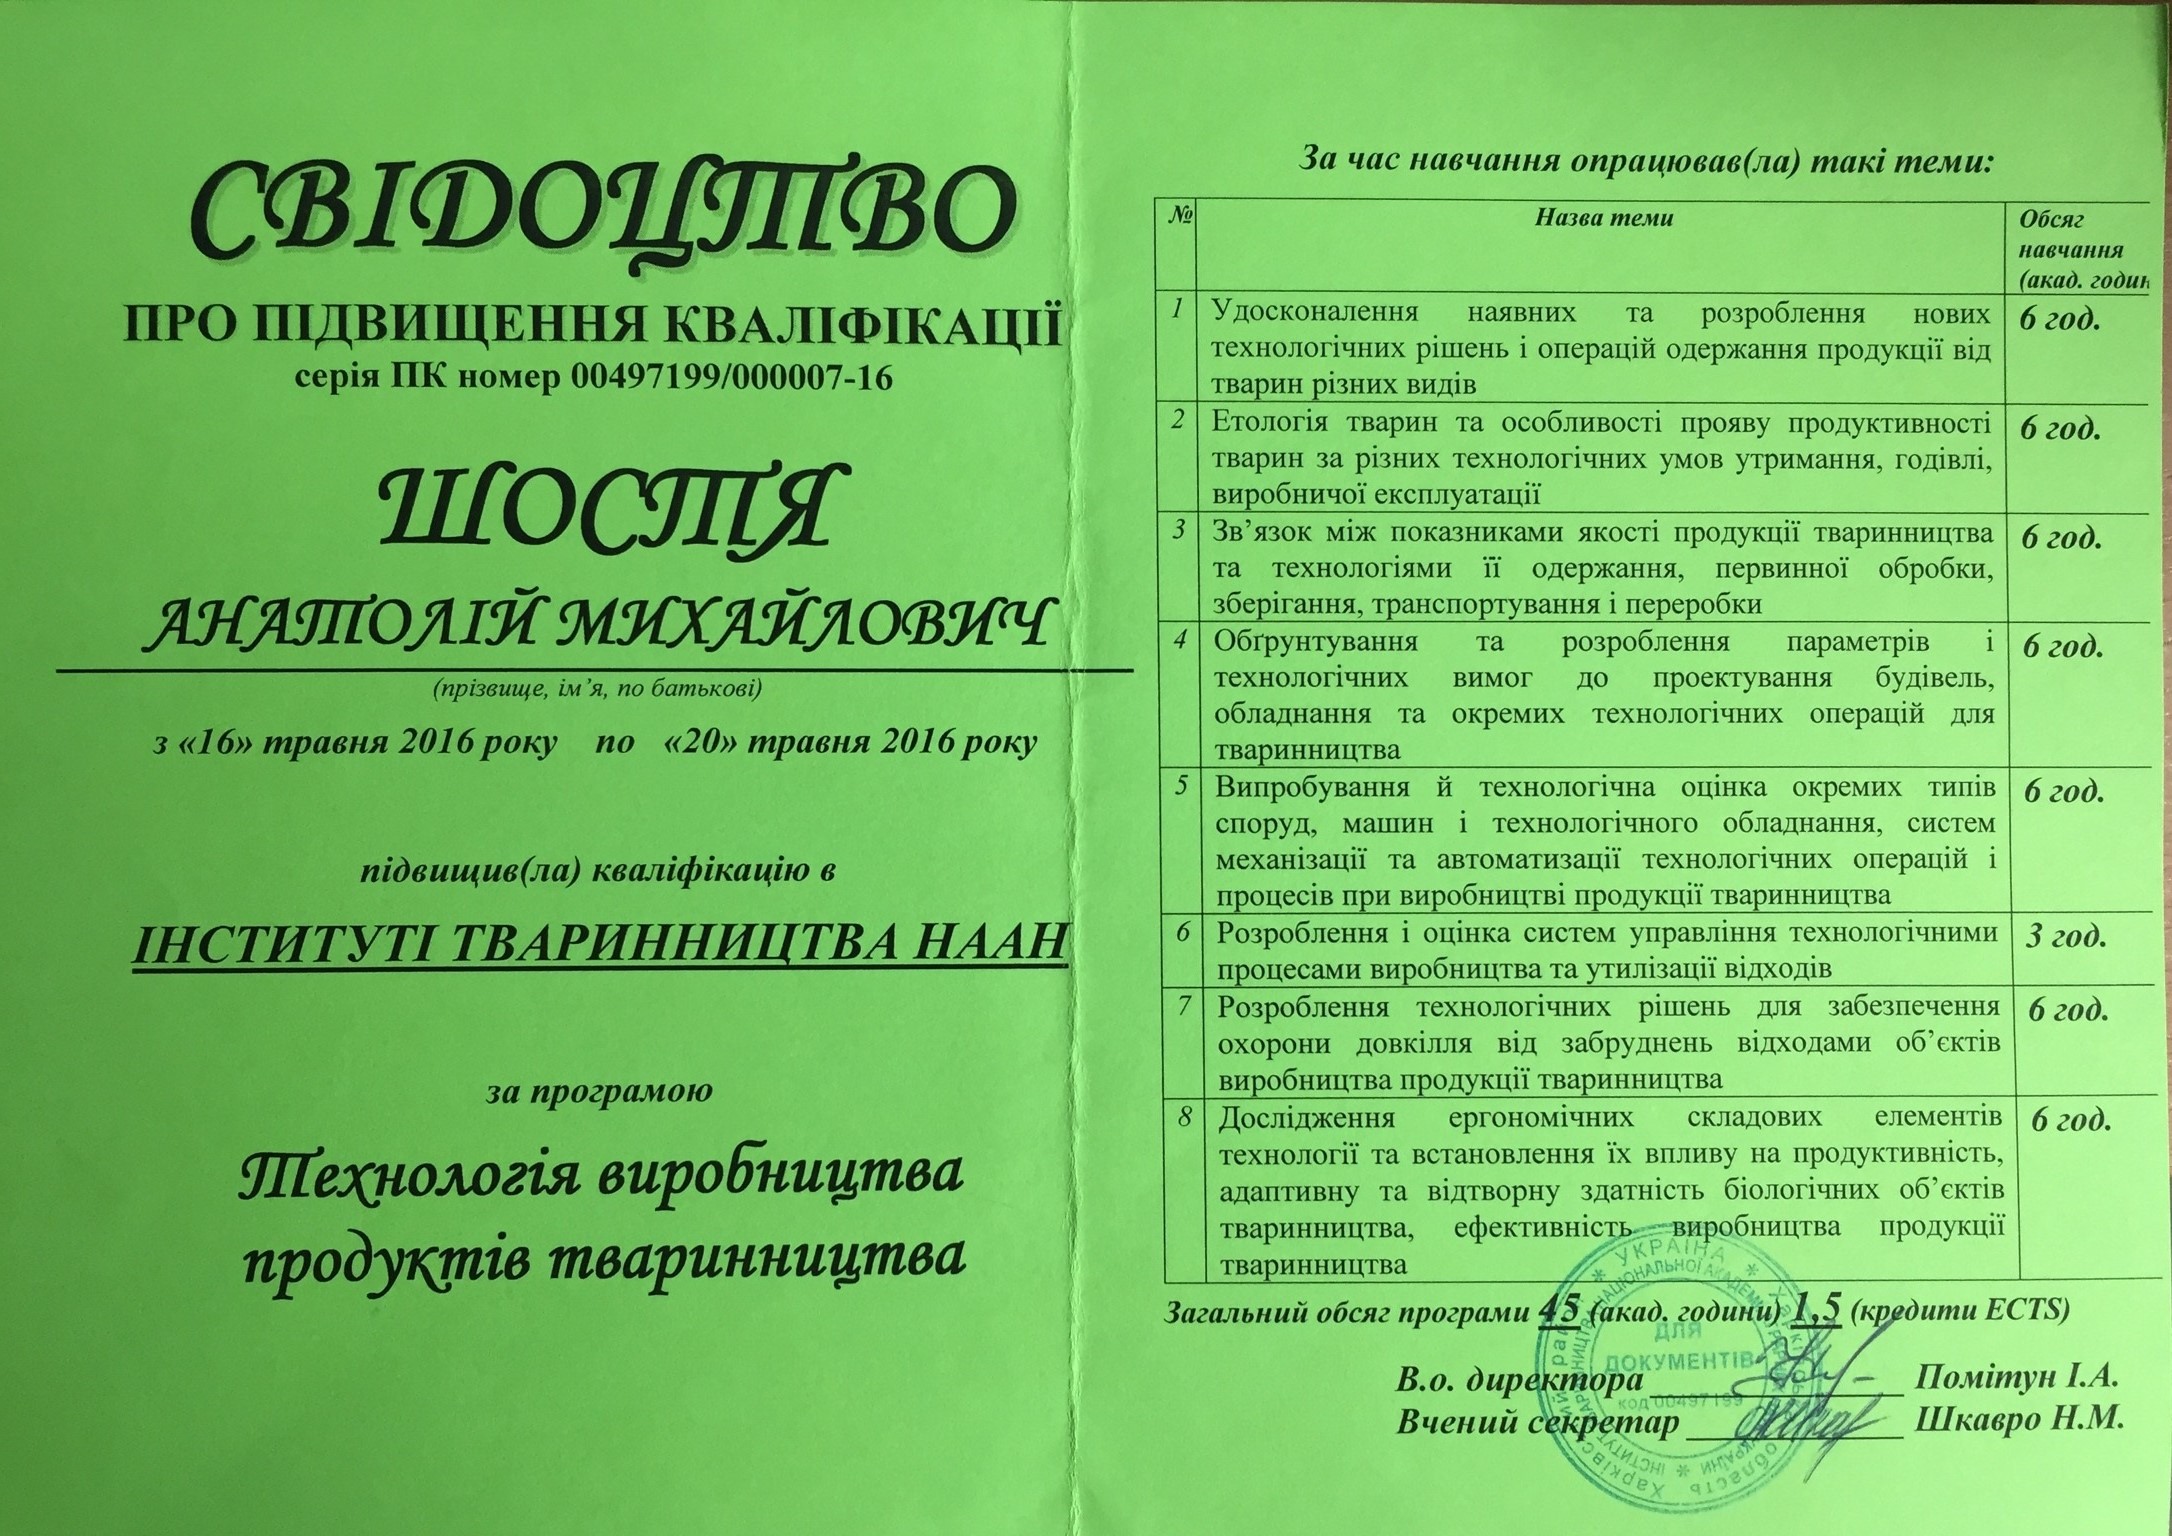 СВІДОЦТВО
ПРО ПІДВИЩЕННЯ КВАЛІФІКАЦІЇ
серія ПК номер 00497199/000007-16
ШОСТЯ
АНАТОЛІЙ МИХАЙЛОВИЧ
(прізвище, ім’я, по батькові)
з «16» травня 2016 року по «20» травня 2016 року
підвищив(ла) кваліфікацію в
ІНСТИТУТІ ТВАРИННИЦТВА НААН
за програмою
Технологія виробництва
продуктів тваринництва
За час навчання опрацював(ла) такі теми:
№ Назва теми Обсяг
навчання
(акад. годин
1 Удосконалення наявних та розроблення нових 6 год.
технологічних рішень і операцій одержання продукції від
тварин різних видів
2 Етологія тварин та особливості прояву продуктивності 6 год.
тварин за різних технологічних умов утримання, годівлі,
виробничої експлуатації
3 Зв’язок між показниками якості продукції тваринництва 6 год.
та технологіями її одержання, первинної обробки,
зберігання, транспортування і переробки
4 Обґрунтування та розроблення параметрів і 6 год.
технологічних вимог до проектування будівель,
обладнання та окремих технологічних операцій для
тваринництва
5 Випробування й технологічна оцінка окремих типів 6 год.
споруд, машин і технологічного обладнання, систем
механізації та автоматизації технологічних операцій і
процесів при виробництві продукції тваринництва
6 Розроблення і оцінка систем управління технологічними 3 год.
процесами виробництва та утилізації відходів
7 Розроблення технологічних рішень для забезпечення 6 год.
охорони довкілля від забруднень відходами об’єктів
виробництва продукції тваринництва
8 Дослідження ергономічних складових елементів 6 год.
технології та встановлення їх впливу на продуктивність,
адаптивну та відтворну здатність біологічних об’єктів
тваринництва, ефективність виробництва продукції
тваринництва
Загальний обсяг програми 45 (акад. години) 1,5 (кредити ECTS)
В.о. директора Помітун І.А.
Вчений секретар Шкавро Н.М.
УКРАЇНА
ДЛЯ
ДОКУМЕНТІВ
код 00497199